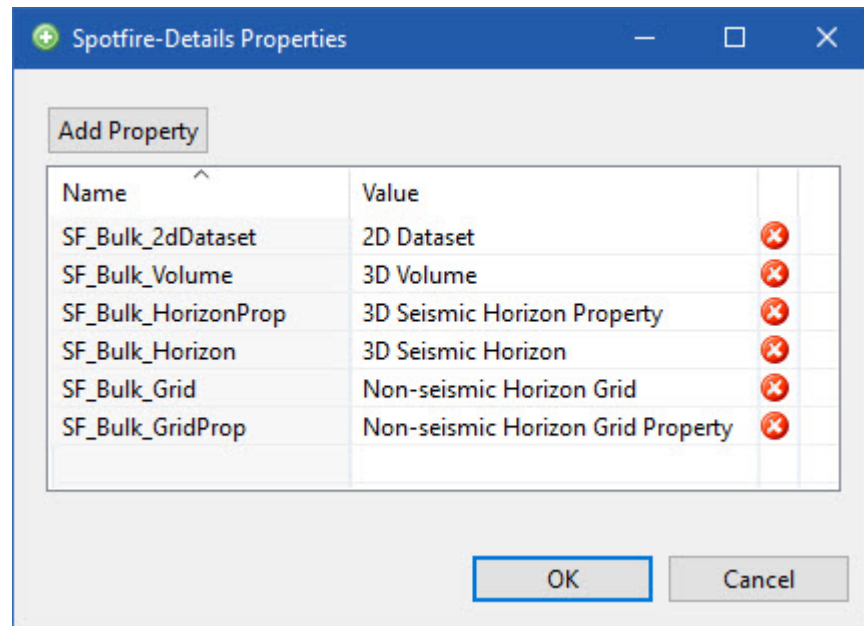 Spotfire-Details Properties
Add Property
Name Value
SF_Bulk_2dDataset 2D Dataset
SF_Bulk_Volume 3D Volume
SF_Bulk_HorizonProp 3D Seismic Horizon Property
SF_Bulk_Horizon 3D Seismic Horizon
SF_Bulk_Grid Non-seismic Horizon Grid
SF_Bulk_GridProp Non-seismic Horizon Grid Property
OK Cancel